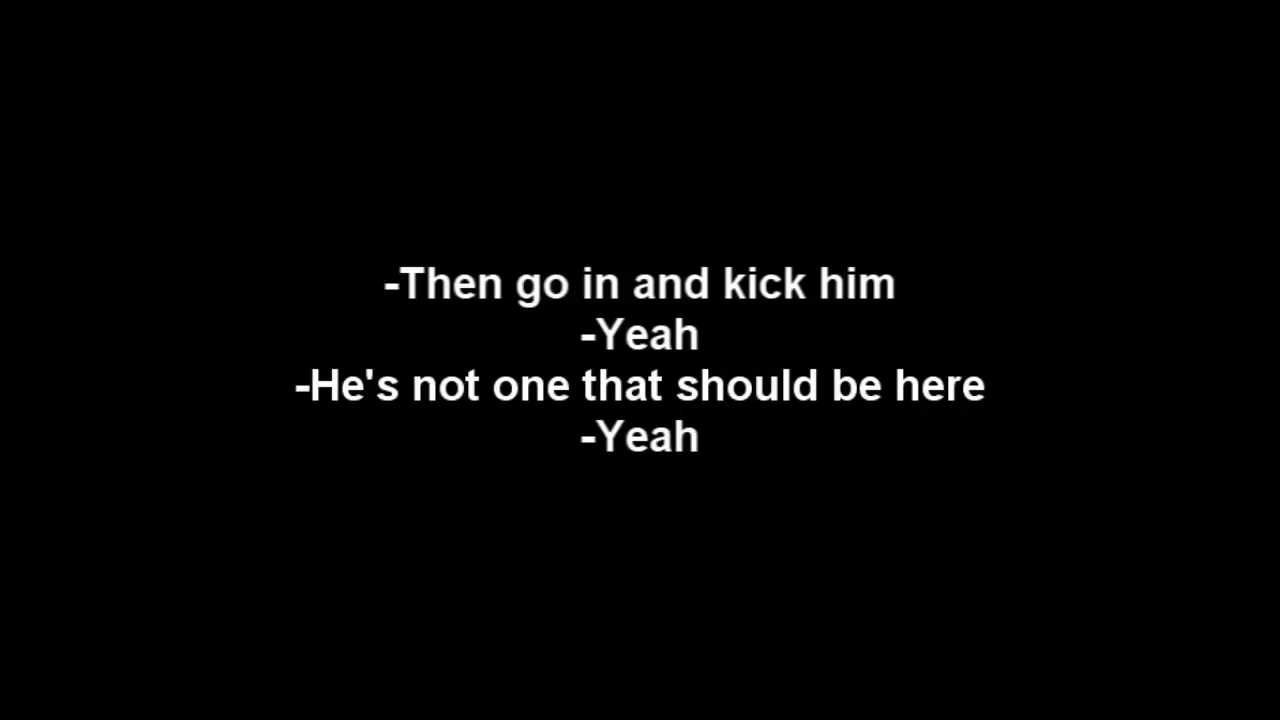 -Then go in and kick him
-Yeah
-He's not one that should be here
-Yeah